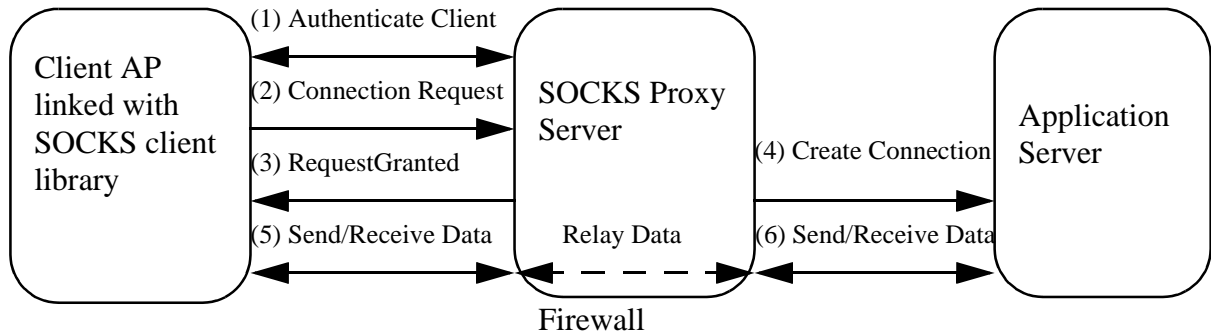 (1) Authenticate Client
Client AP
linked with
SOCKS client
library
(2) Connection Request
(3) RequestGranted
(5) Send/Receive Data
SOCKS Proxy
Server
Relay Data
Firewall
(4) Create Connection
(6) Send/Receive Data
Application
Server